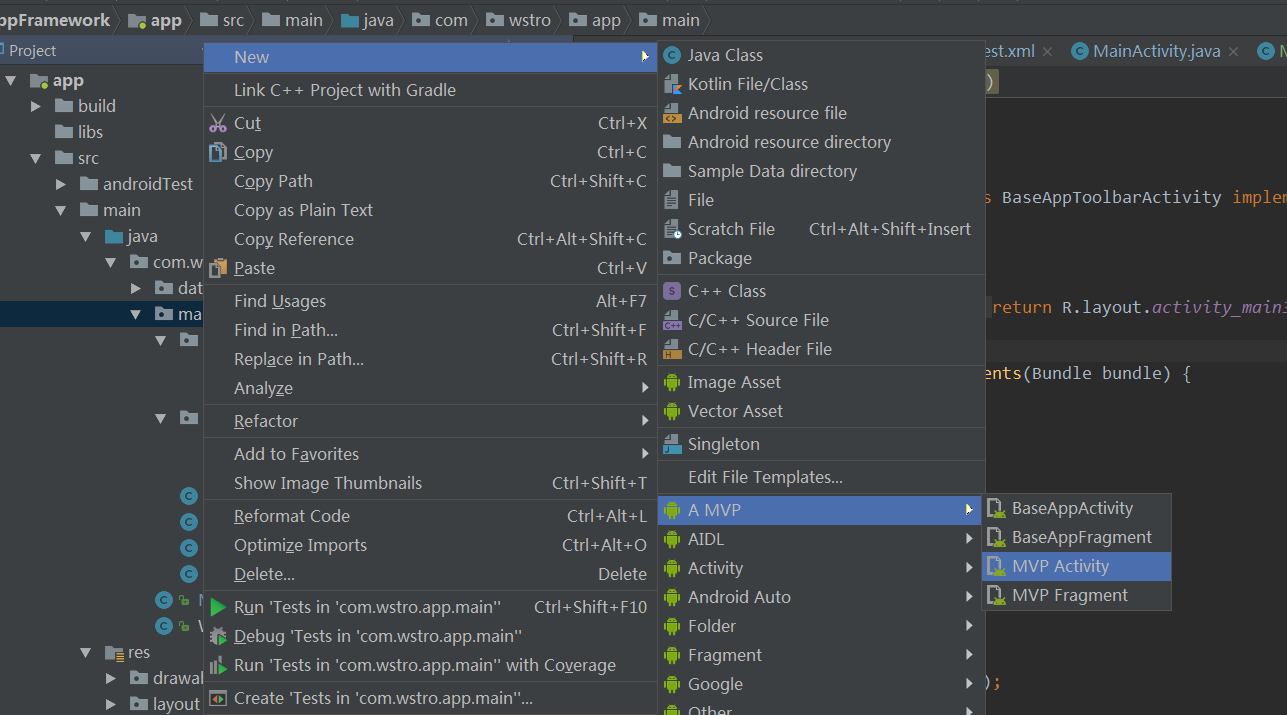 ppFramework app src main java com wstro app main
Project
app
build
libs
src
androidTest
main
java
com.w
dat
ma
res
drawal
layout
New
Link C++ Project with Gradle
Cut Ctrl+X
Copy Ctrl+C
Copy Path Ctrl+Shift+C
Copy as Plain Text
Copy Reference Ctrl+Alt+Shift+C
Paste Ctrl+V
Find Usages Alt+F7
Find in Path... Ctrl+Shift+F
Replace in Path... Ctrl+Shift+R
Analyze
Refactor
Add to Favorites
Show Image Thumbnails Ctrl+Shift+T
Reformat Code Ctrl+Alt+L
Optimize Imports Ctrl+Alt+O
Delete... Delete
Run 'Tests in 'com.wstro.app.main'' Ctrl+Shift+F10
Debug 'Tests in 'com.wstro.app.main''
Run 'Tests in 'com.wstro.app.main'' with Coverage
Create 'Tests in 'com.wstro.app.main''...
Java Class
Kotlin File/Class
Android resource file
Android resource directory
Sample Data directory
File
Scratch File Ctrl+Alt+Shift+Insert
Package
C++ Class
C/C++ Source File
C/C++ Header File
Image Asset
Vector Asset
Singleton
Edit File Templates...
A MVP
AIDL
Activity
Android Auto
Folder
Fragment
Google
Other
BaseAppActivity
BaseAppFragment
MVP Activity
MVP Fragment
est.xml MainActivity.java
)
s BaseAppToolbarActivity implem
return R.layout.activity_main
ents(Bundle bundle) {
);